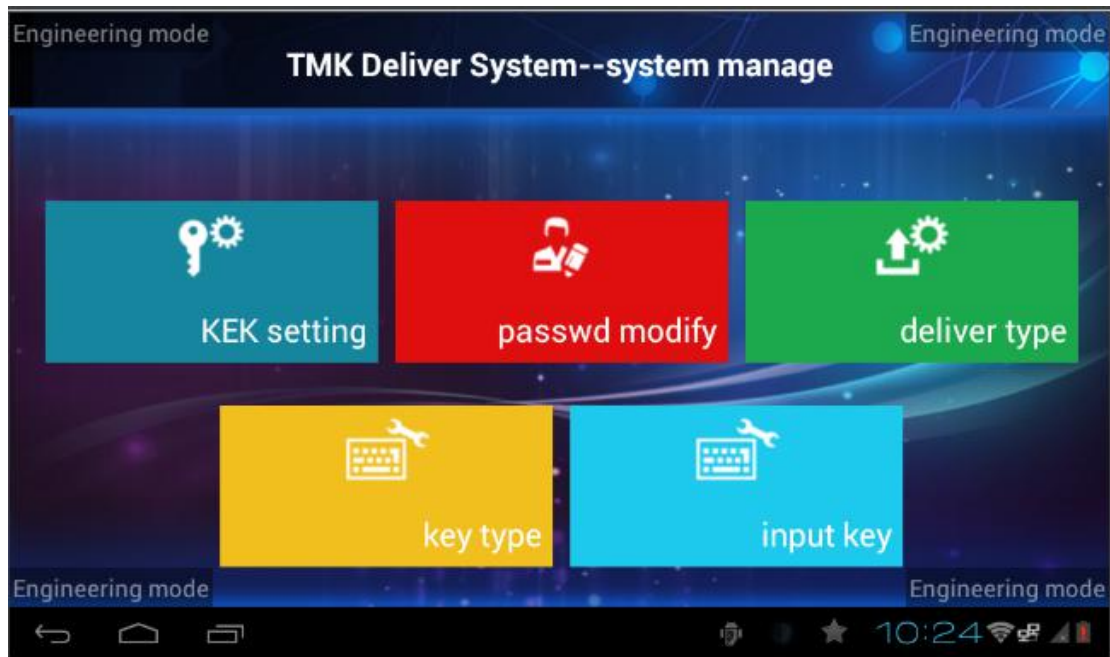 Engineering mode
Engineering mode
TMK Deliver System--system manage
KEK setting
passwd modify
deliver type
key type
input key
Engineering mode
Engineering mode
10:24